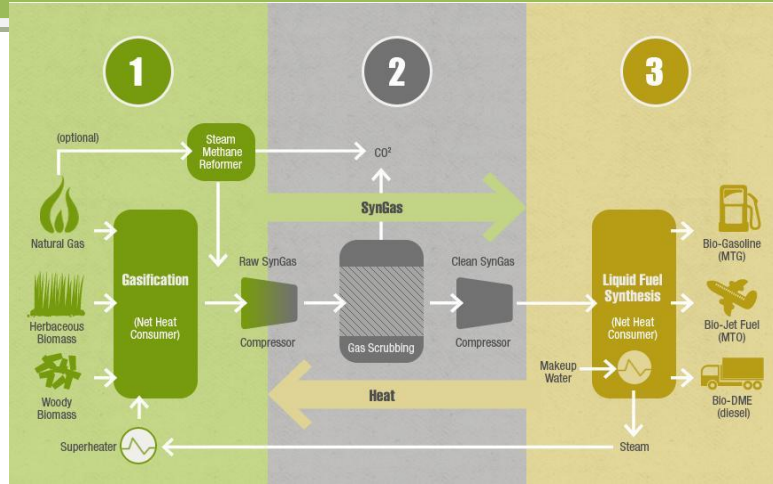 1
2
3
(optional)
Steam
Methane
Reformer
CO²
SynGas
Natural Gas
Gasification
(Net Heat
Consumer)
Raw SynGas
Compressor
Gas Scrubbing
Clean SynGas
Compressor
Liquid Fuel
Synthesis
(Net Heat
Consumer)
Bio-Gasoline
(MTG)
Herbaceous
Biomass
Bio-Jet Fuel
(MTO)
Makeup
Water
Heat
Woody
Biomass
Bio-DME
(diesel)
Superheater
Steam